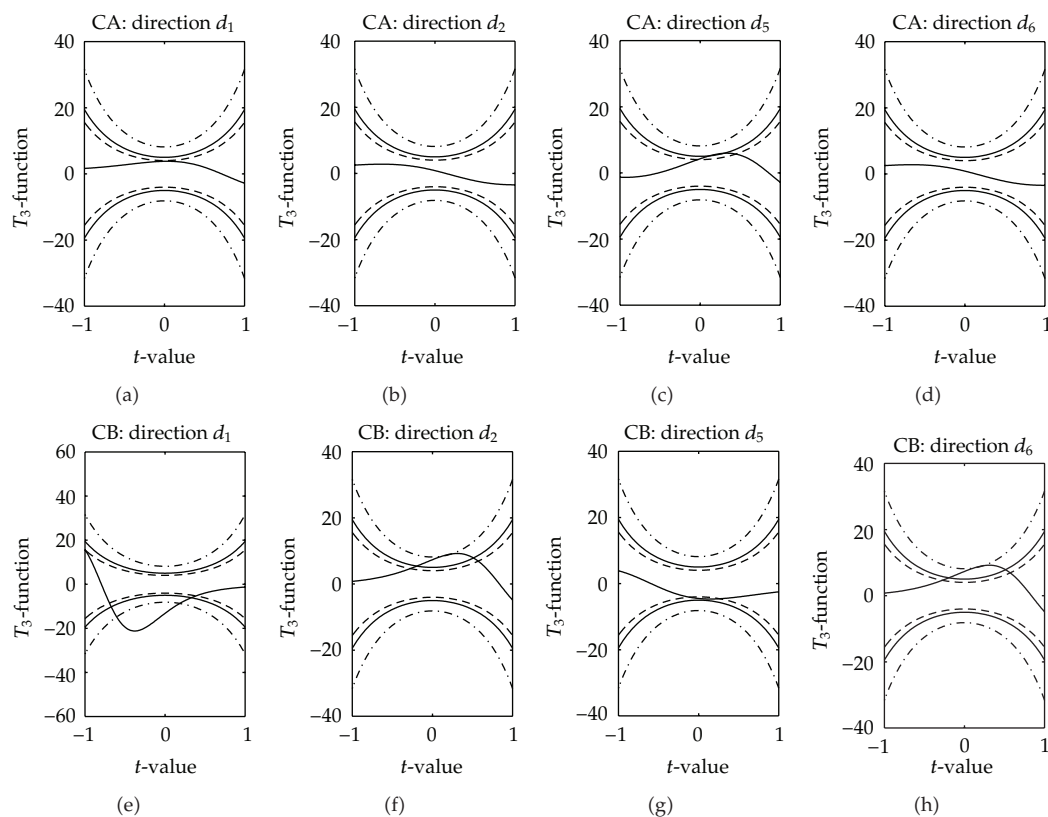 CA: direction d₁
T₃-function
40
20
0
−20
−40
−1
0
1
t-value
(a)
CA: direction d₂
T₃-function
40
20
0
−20
−40
−1
0
1
t-value
(b)
CA: direction d₅
T₃-function
40
20
0
−20
−40
−1
0
1
t-value
(c)
CA: direction d₆
T₃-function
40
20
0
−20
−40
−1
0
1
t-value
(d)
CB: direction d₁
T₃-function
60
40
20
0
−20
−40
−60
−1
0
1
t-value
(e)
CB: direction d₂
T₃-function
40
20
0
−20
−40
−1
0
1
t-value
(f)
CB: direction d₅
T₃-function
40
20
0
−20
−40
−1
0
1
t-value
(g)
CB: direction d₆
T₃-function
40
20
0
−20
−40
−1
0
1
t-value
(h)